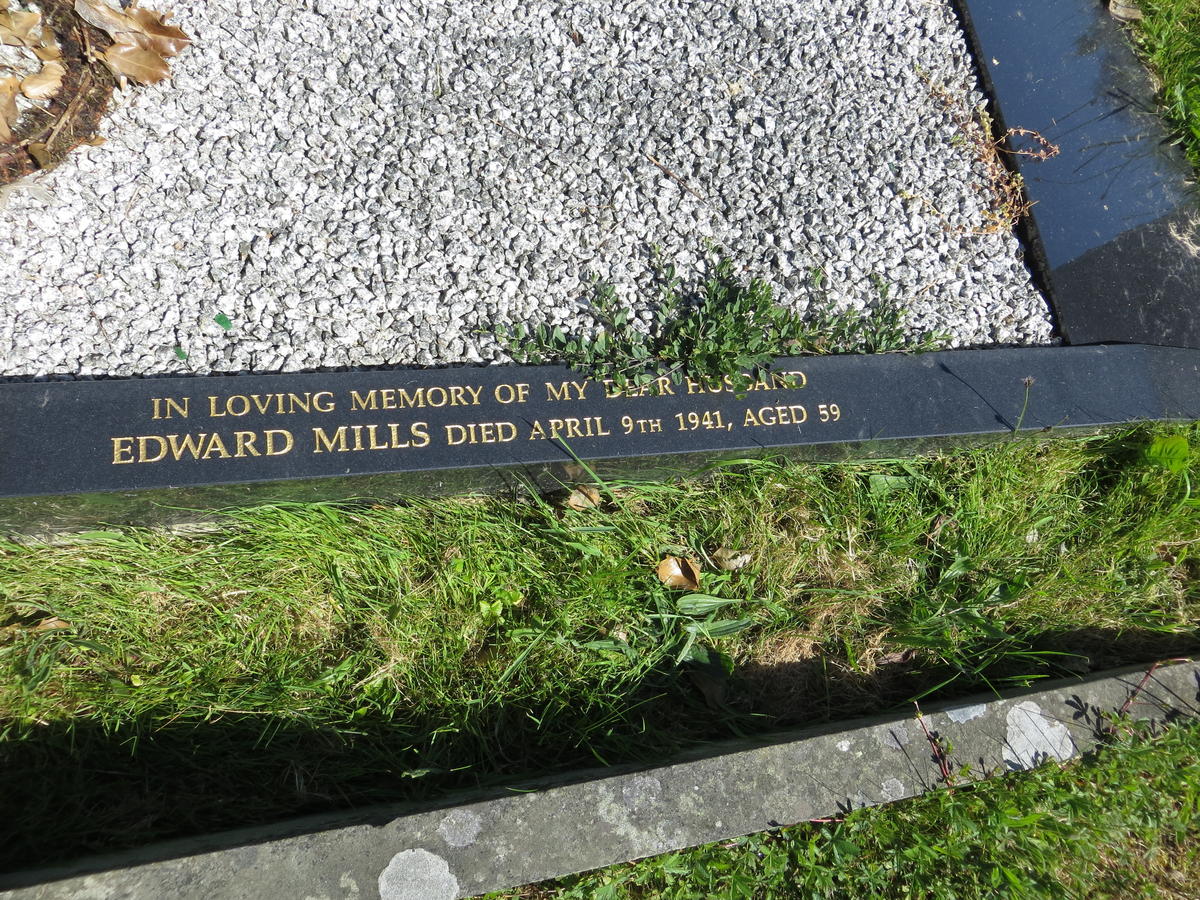 IN LOVING MEMORY OF MY DEAR HUSBAND
EDWARD MILLS DIED APRIL 9TH 1941, AGED 59